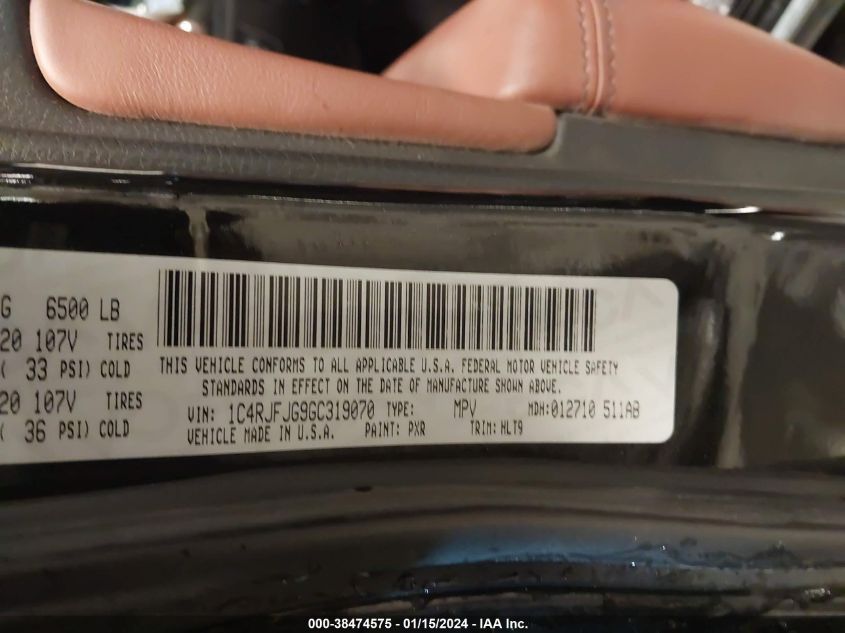 G 6500 LB
20 107V TIRES
( 33 PSI) COLD
20 107V TIRES
( 36 PSI) COLD
THIS VEHICLE CONFORMS TO ALL APPLICABLE U.S.A. FEDERAL MOTOR VEHICLE SAFETY
STANDARDS IN EFFECT ON THE DATE OF MANUFACTURE SHOWN ABOVE.
VIN: 1C4RJFJG9GC319070 TYPE: MPV MDH:012710 511AB
VEHICLE MADE IN U.S.A. PAINT: PXR TRIM: HLT9
000-38474575 - 01/15/2024 - IAA Inc.